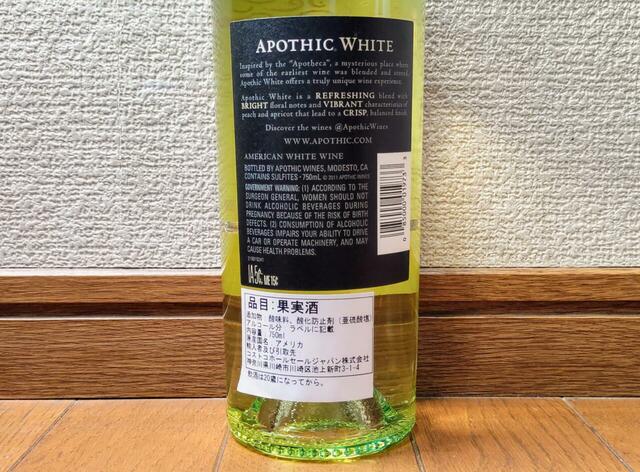 APOTHIC WHITE
Inspired by the "Apotheca", a mysterious place where
some of the earliest wine was blended and stored,
Apothic White offers a truly unique wine experience.
Apothic White is a REFRESHING blend with
BRIGHT floral notes and VIBRANT characteristics of
peach and apricot that lead to a CRISP, balanced finish.
Discover the wines @ApothicWines
WWW.APOTHIC.COM
AMERICAN WHITE WINE
BOTTLED BY APOTHIC WINES, MODESTO, CA
CONTAINS SULFITES • 750mL © 2011 APOTHIC WINES
GOVERNMENT WARNING: (1) ACCORDING TO THE
SURGEON GENERAL, WOMEN SHOULD NOT
DRINK ALCOHOLIC BEVERAGES DURING
PREGNANCY BECAUSE OF THE RISK OF BIRTH
DEFECTS. (2) CONSUMPTION OF ALCOHOLIC
BEVERAGES IMPAIRS YOUR ABILITY TO DRIVE
A CAR OR OPERATE MACHINERY, AND MAY
CAUSE HEALTH PROBLEMS.
IA 5¢, ME 15¢
品目:果実酒
添加物 酸味料、酸化防止剤(亜硫酸塩)
アルコール分 ラベルに記載
内容量 750ml
原産国名:アメリカ
輸入者及び引取先
コストコホールセールジャパン株式会社
神奈川県川崎市川崎区池上新町3-1-4
飲酒は20歳になってから。